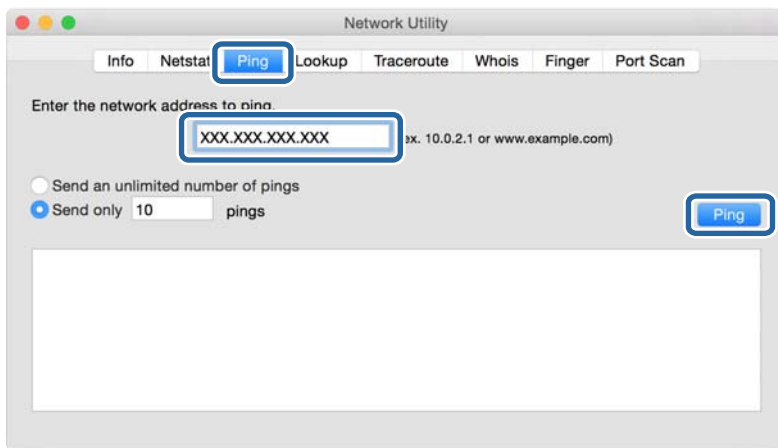 Network Utility
Info Netstat Ping Lookup Traceroute Whois Finger Port Scan
Enter the network address to ping.
XXX.XXX.XXX.XXX ex. 10.0.2.1 or www.example.com)
Send an unlimited number of pings
Send only 10 pings
Ping